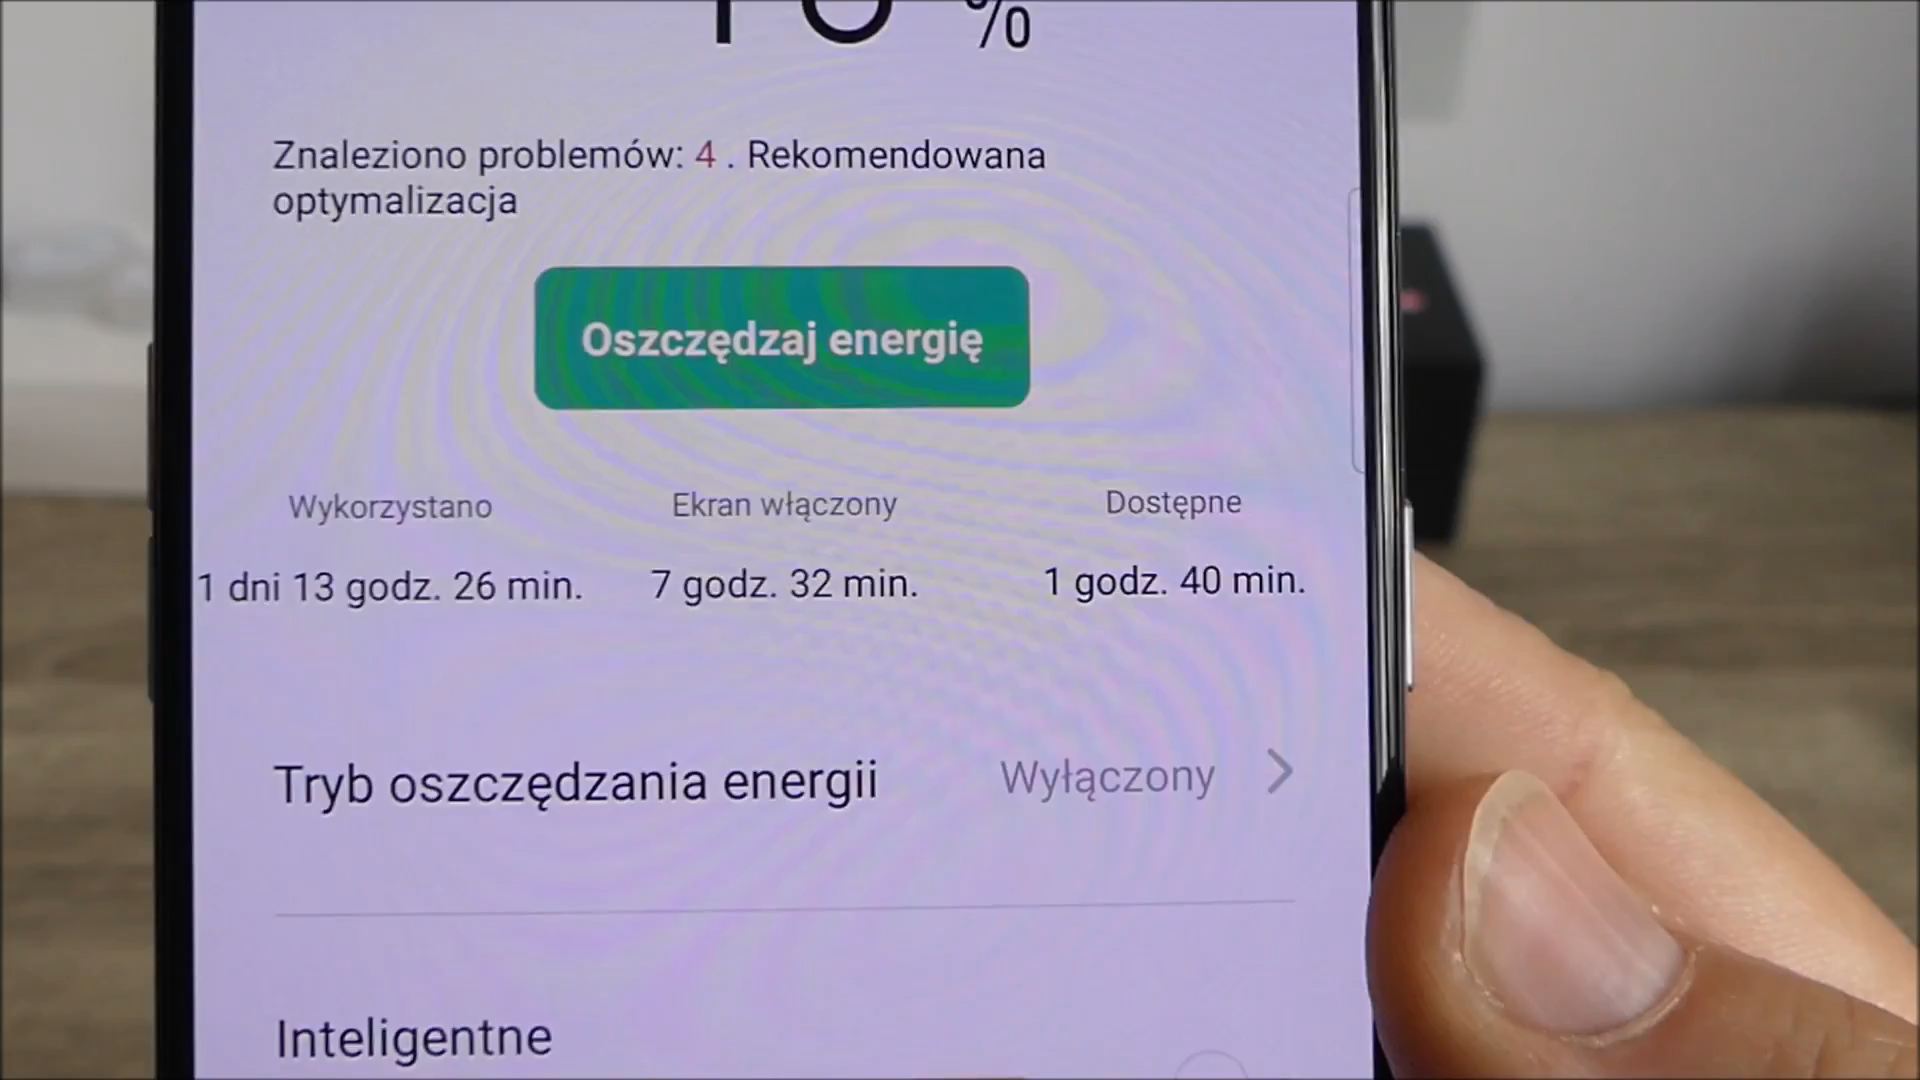 %
Znaleziono problemów: 4 . Rekomendowana
optymalizacja
Oszczędzaj energię
Wykorzystano Ekran włączony Dostępne
1 dni 13 godz. 26 min. 7 godz. 32 min. 1 godz. 40 min.
Tryb oszczędzania energii Wyłączony
Inteligentne